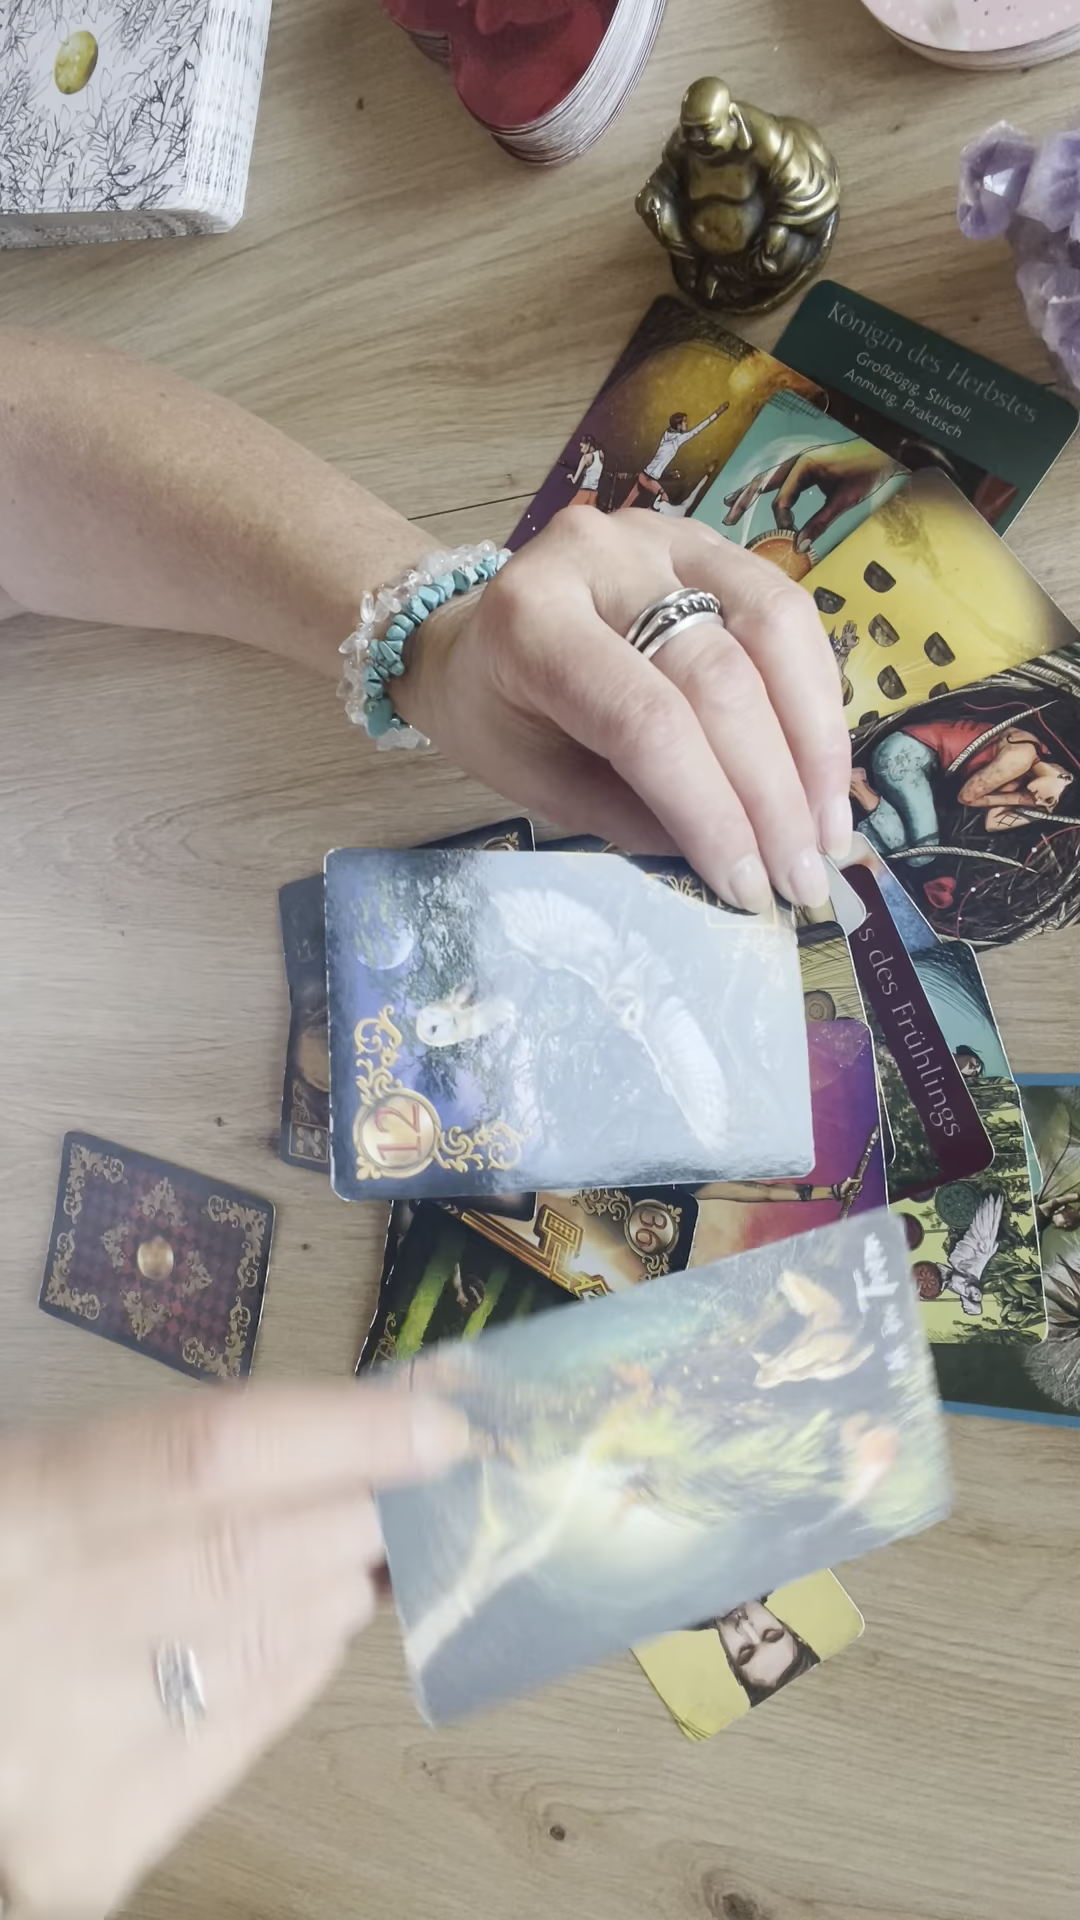 Königin des Herbstes
Großzügig, Stilvoll,
Anmutig, Praktisch
des Frühlings
12
36